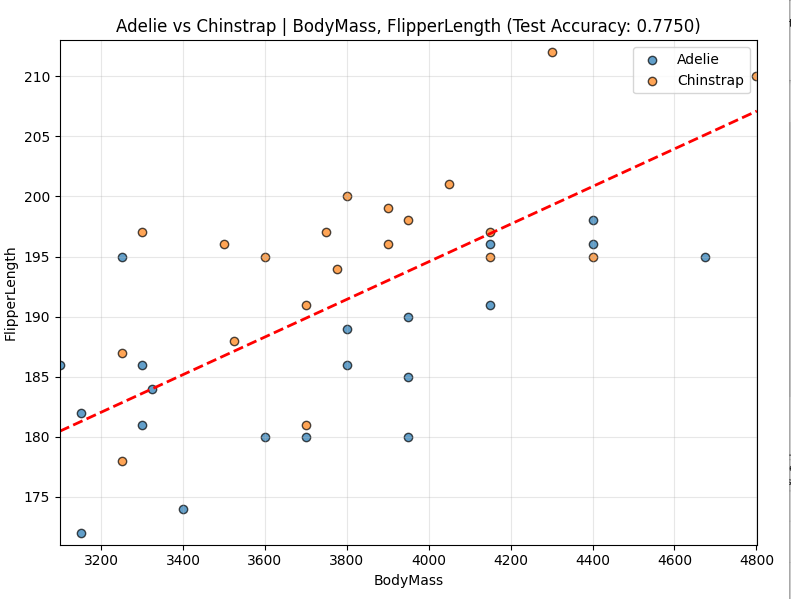 Adelie vs Chinstrap | BodyMass, FlipperLength (Test Accuracy: 0.7750)
Adelie
Chinstrap
210
205
200
195
190
185
180
175
FlipperLength
3200 3400 3600 3800 4000 4200 4400 4600 4800
BodyMass